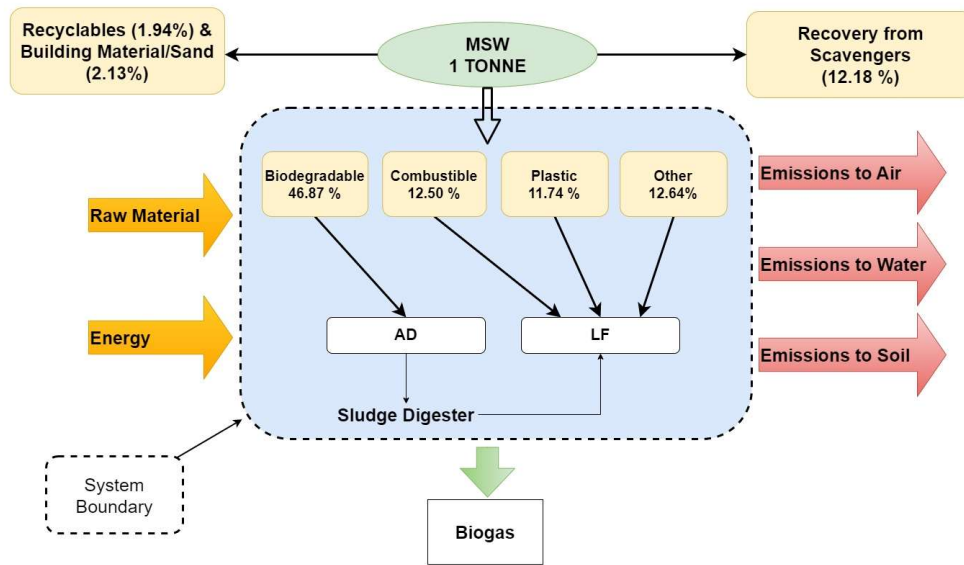 Recyclables (1.94%) &
Building Material/Sand
(2.13%)
MSW
1 TONNE
Recovery from
Scavengers
(12.18 %)
Biodegradable
46.87 %
Combustible
12.50 %
Plastic
11.74 %
Other
12.64%
Raw Material
Energy
AD
LF
Sludge Digester
Emissions to Air
Emissions to Water
Emissions to Soil
System
Boundary
Biogas